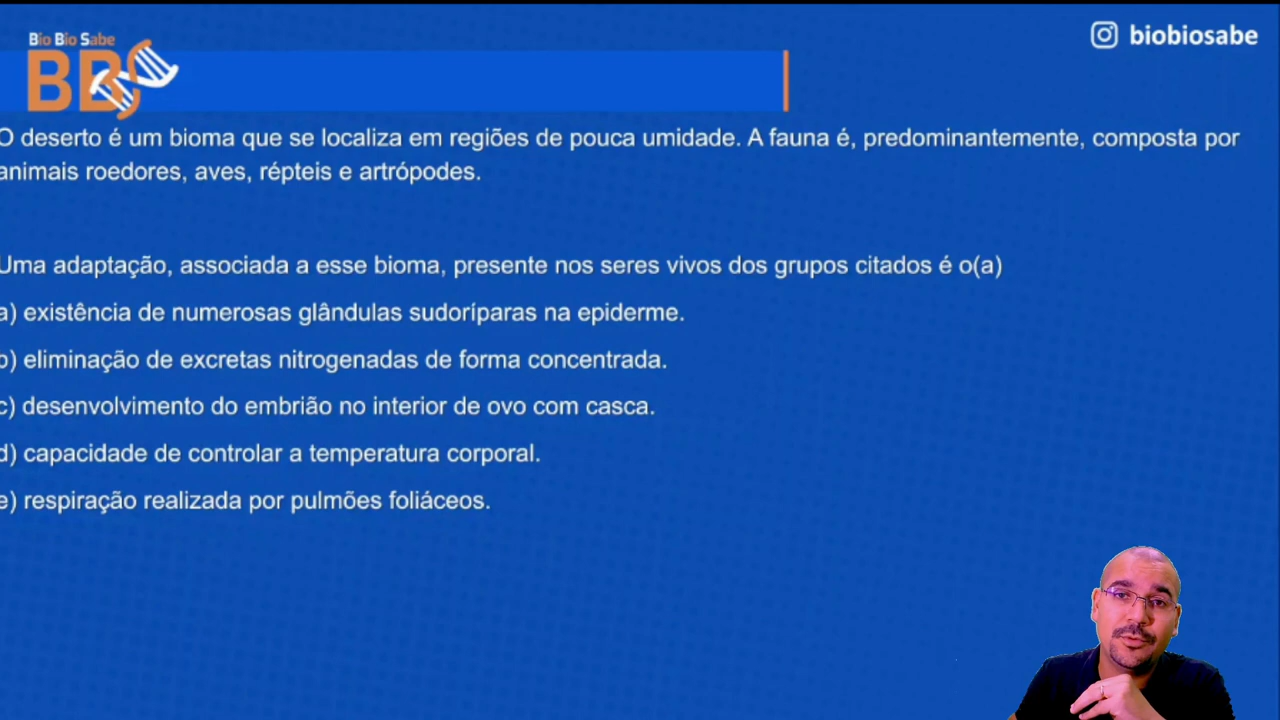 Bio Bio Sabe
BBS
biobiosabe
O deserto é um bioma que se localiza em regiões de pouca umidade. A fauna é, predominantemente, composta por
animais roedores, aves, répteis e artrópodes.
Uma adaptação, associada a esse bioma, presente nos seres vivos dos grupos citados é o(a)
a) existência de numerosas glândulas sudoríparas na epiderme.
b) eliminação de excretas nitrogenadas de forma concentrada.
c) desenvolvimento do embrião no interior de ovo com casca.
d) capacidade de controlar a temperatura corporal.
e) respiração realizada por pulmões foliáceos.